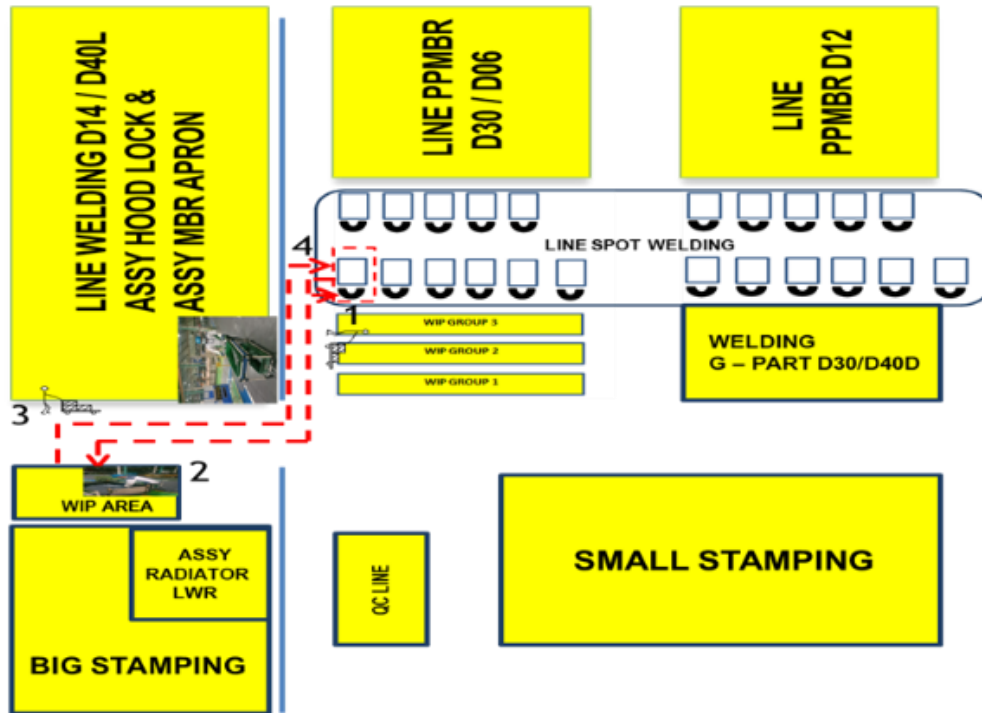 LINE WELDING D14 / D40L
ASSY HOOD LOCK &
ASSY MBR APRON
LINE PPMBR
D30 / D06
LINE
PPMBR D12
4
LINE SPOT WELDING
1
WIP GROUP 3
WIP GROUP 2
WIP GROUP 1
WELDING
G – PART D30/D40D
3
2
WIP AREA
ASSY
RADIATOR
LWR
BIG STAMPING
QC LINE
SMALL STAMPING